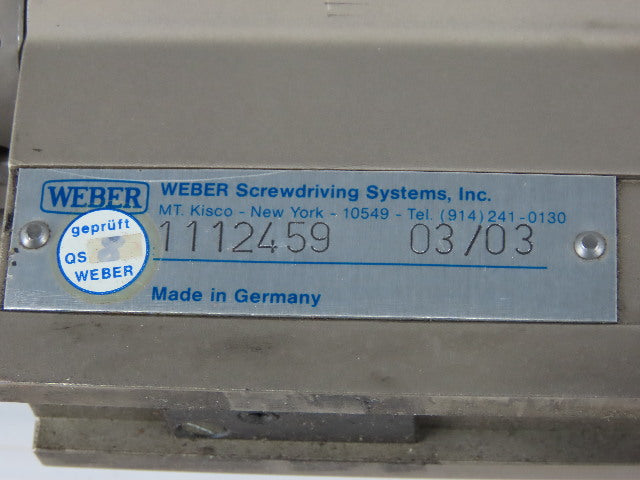 WEBER
WEBER Screwdriving Systems, Inc.
MT. Kisco - New York - 10549 - Tel. (914) 241-0130
1112459 03/03
geprüft
QS 8
WEBER
Made in Germany